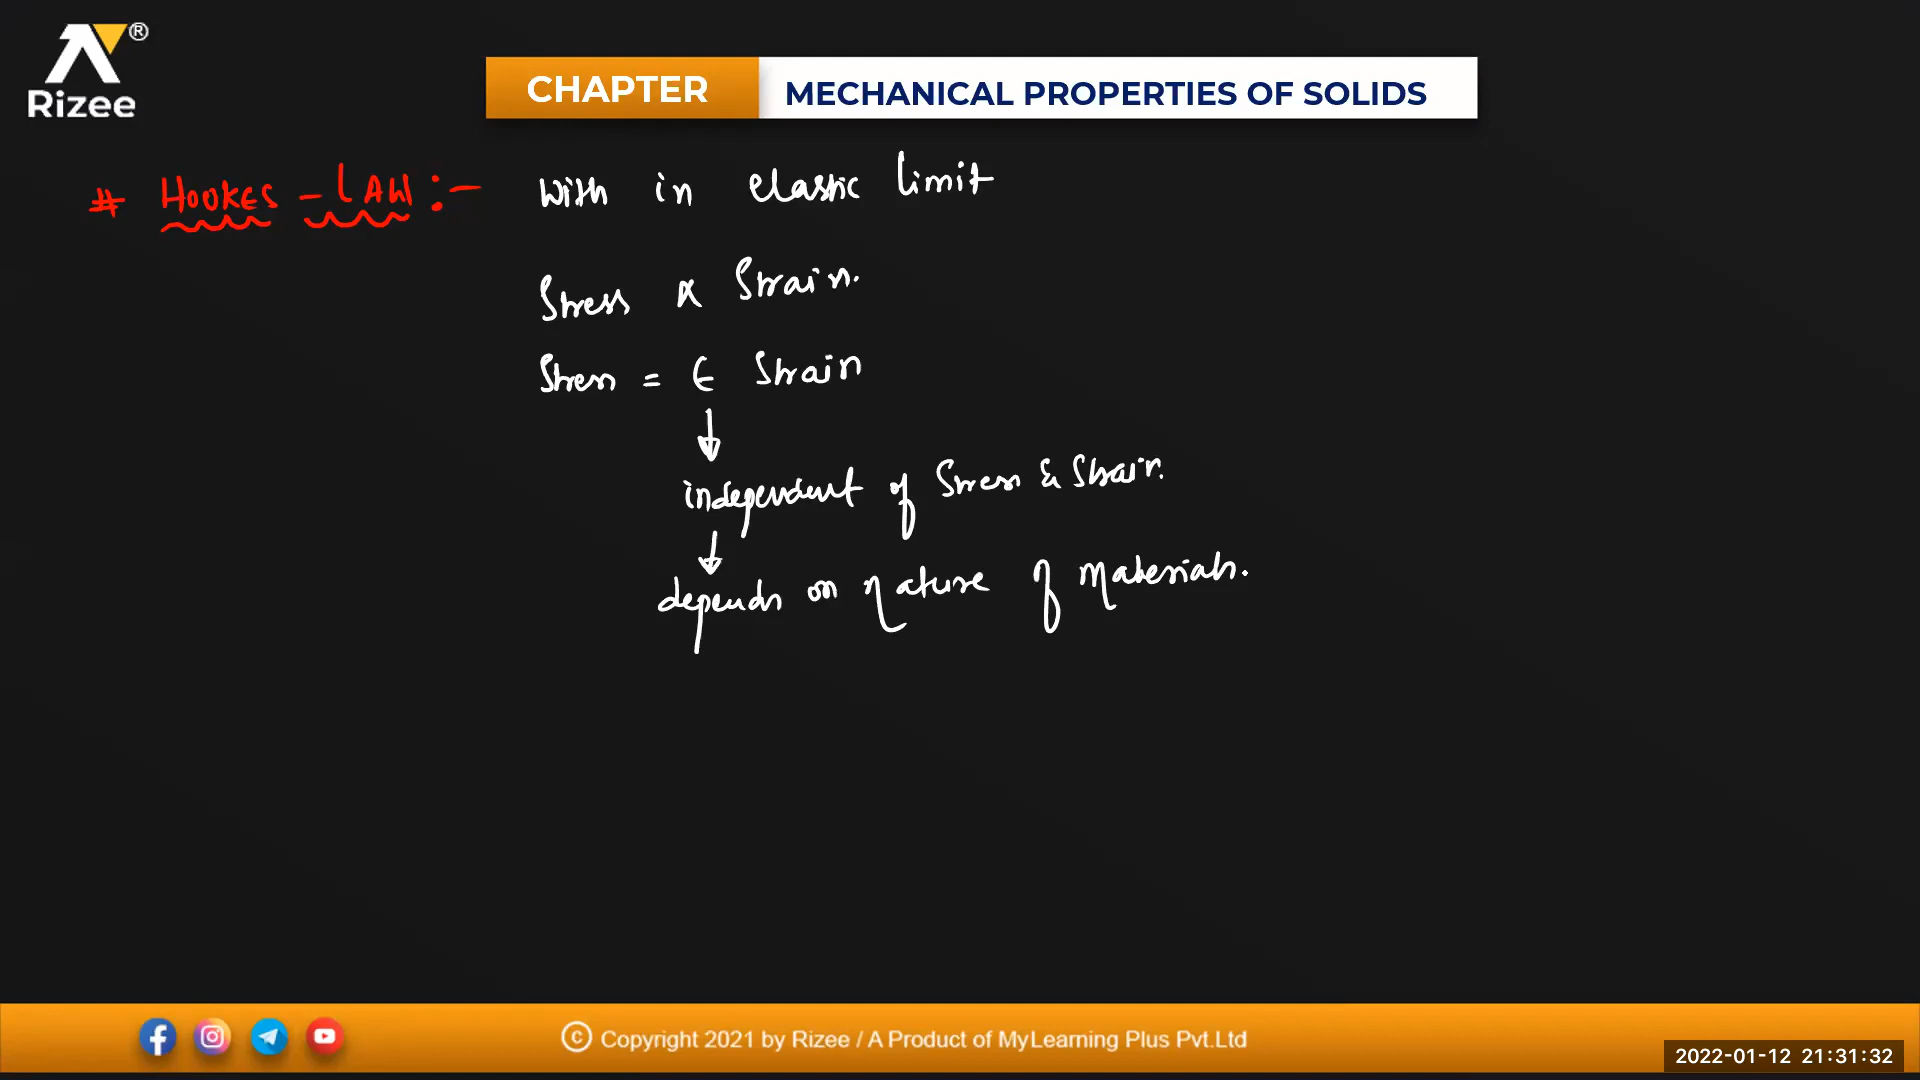 Rizee®
CHAPTER MECHANICAL PROPERTIES OF SOLIDS
# HOOKES - LAW :- With in elastic limit
Stress ∝ Strain.
Stress = E Strain
↓
independent of Stress & Strain.
↓
depends on nature of materials.
© Copyright 2021 by Rizee / A Product of MyLearning Plus Pvt.Ltd
2022-01-12 21:31:32